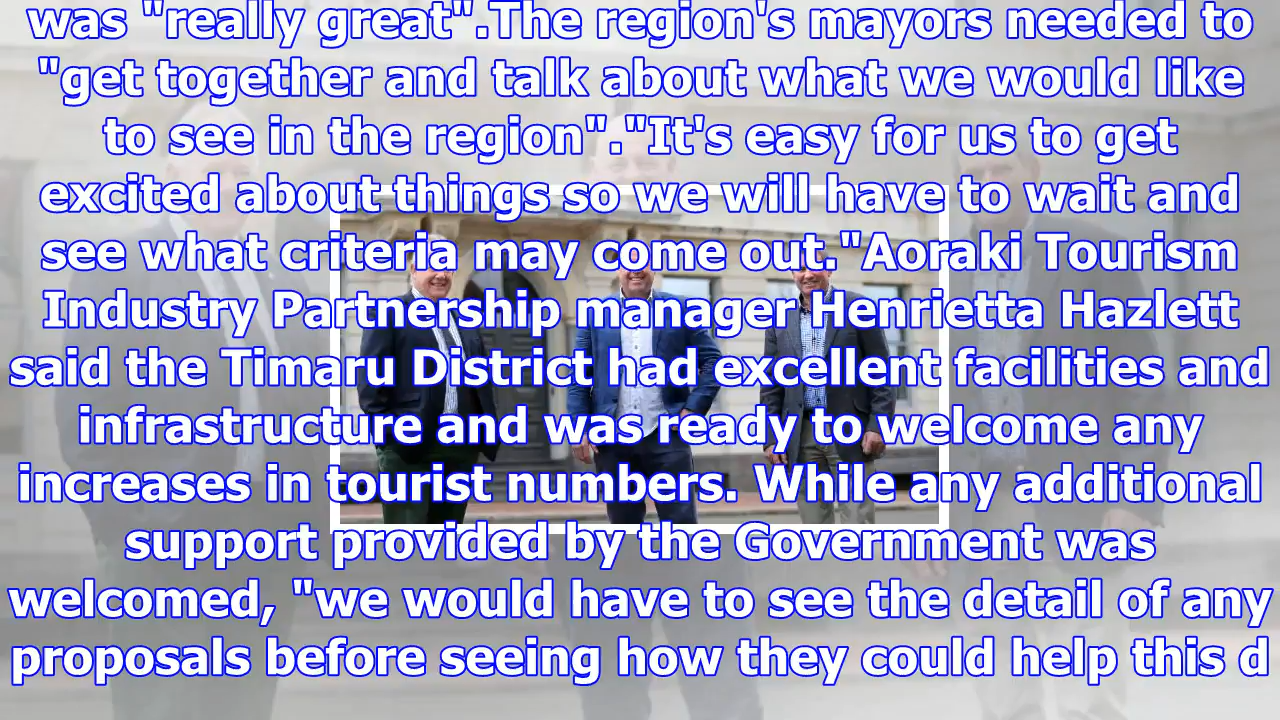 was "really great".The region's mayors needed to
"get together and talk about what we would like
to see in the region"."It's easy for us to get
excited about things so we will have to wait and
see what criteria may come out."Aoraki Tourism
Industry Partnership manager Henrietta Hazlett
said the Timaru District had excellent facilities and
infrastructure and was ready to welcome any
increases in tourist numbers. While any additional
support provided by the Government was
welcomed, "we would have to see the detail of any
proposals before seeing how they could help this d